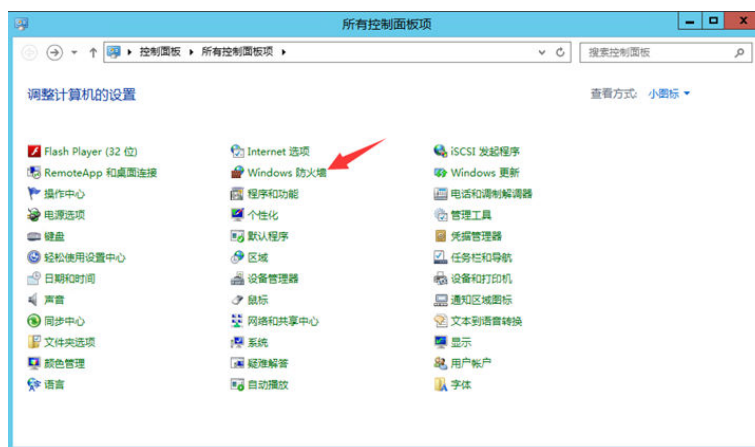 所有控制面板项
控制面板 所有控制面板项
搜索控制面板
调整计算机的设置
查看方式: 小图标
Flash Player (32 位)
Internet 选项
iSCSI 发起程序
RemoteApp 和桌面连接
Windows 防火墙
Windows 更新
操作中心
程序和功能
电话和调制解调器
电源选项
个性化
管理工具
键盘
默认程序
凭据管理器
轻松使用设置中心
区域
任务栏和导航
日期和时间
设备管理器
设备和打印机
声音
鼠标
通知区域图标
同步中心
网络和共享中心
文本到语音转换
文件夹选项
系统
显示
颜色管理
疑难解答
用户帐户
语言
自动播放
字体